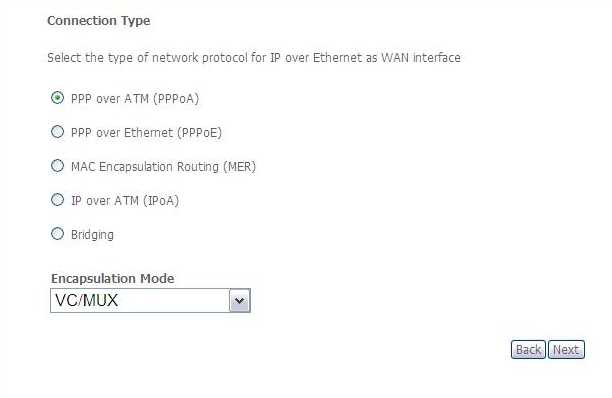 Connection Type
Select the type of network protocol for IP over Ethernet as WAN interface
PPP over ATM (PPPoA)
PPP over Ethernet (PPPoE)
MAC Encapsulation Routing (MER)
IP over ATM (IPoA)
Bridging
Encapsulation Mode
VC/MUX
Back Next